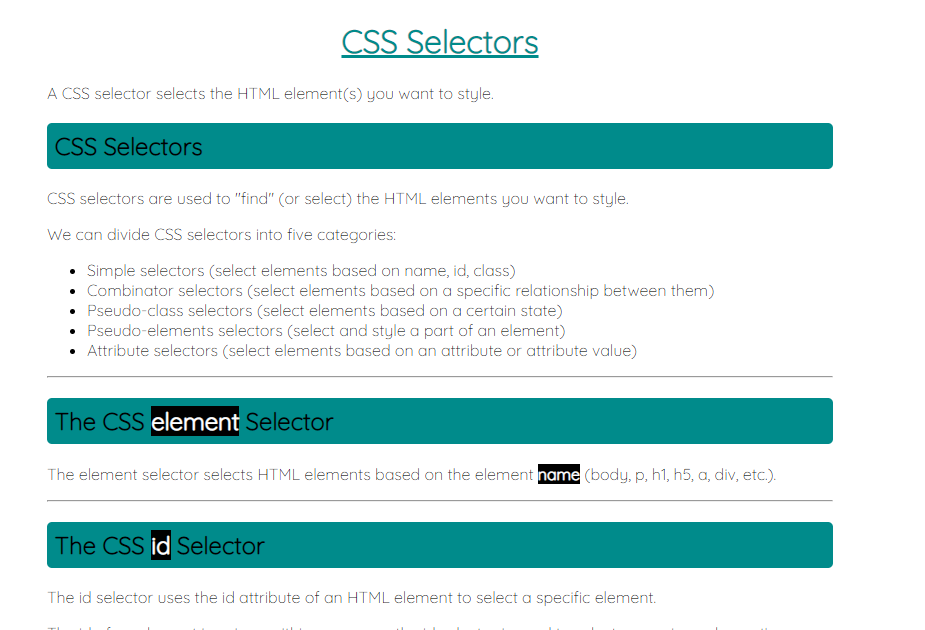 CSS Selectors
A CSS selector selects the HTML element(s) you want to style.
CSS Selectors
CSS selectors are used to "find" (or select) the HTML elements you want to style.
We can divide CSS selectors into five categories:
Simple selectors (select elements based on name, id, class)
Combinator selectors (select elements based on a specific relationship between them)
Pseudo-class selectors (select elements based on a certain state)
Pseudo-elements selectors (select and style a part of an element)
Attribute selectors (select elements based on an attribute or attribute value)
The CSS element Selector
The element selector selects HTML elements based on the element name (body, p, h1, h5, a, div, etc.).
The CSS id Selector
The id selector uses the id attribute of an HTML element to select a specific element.